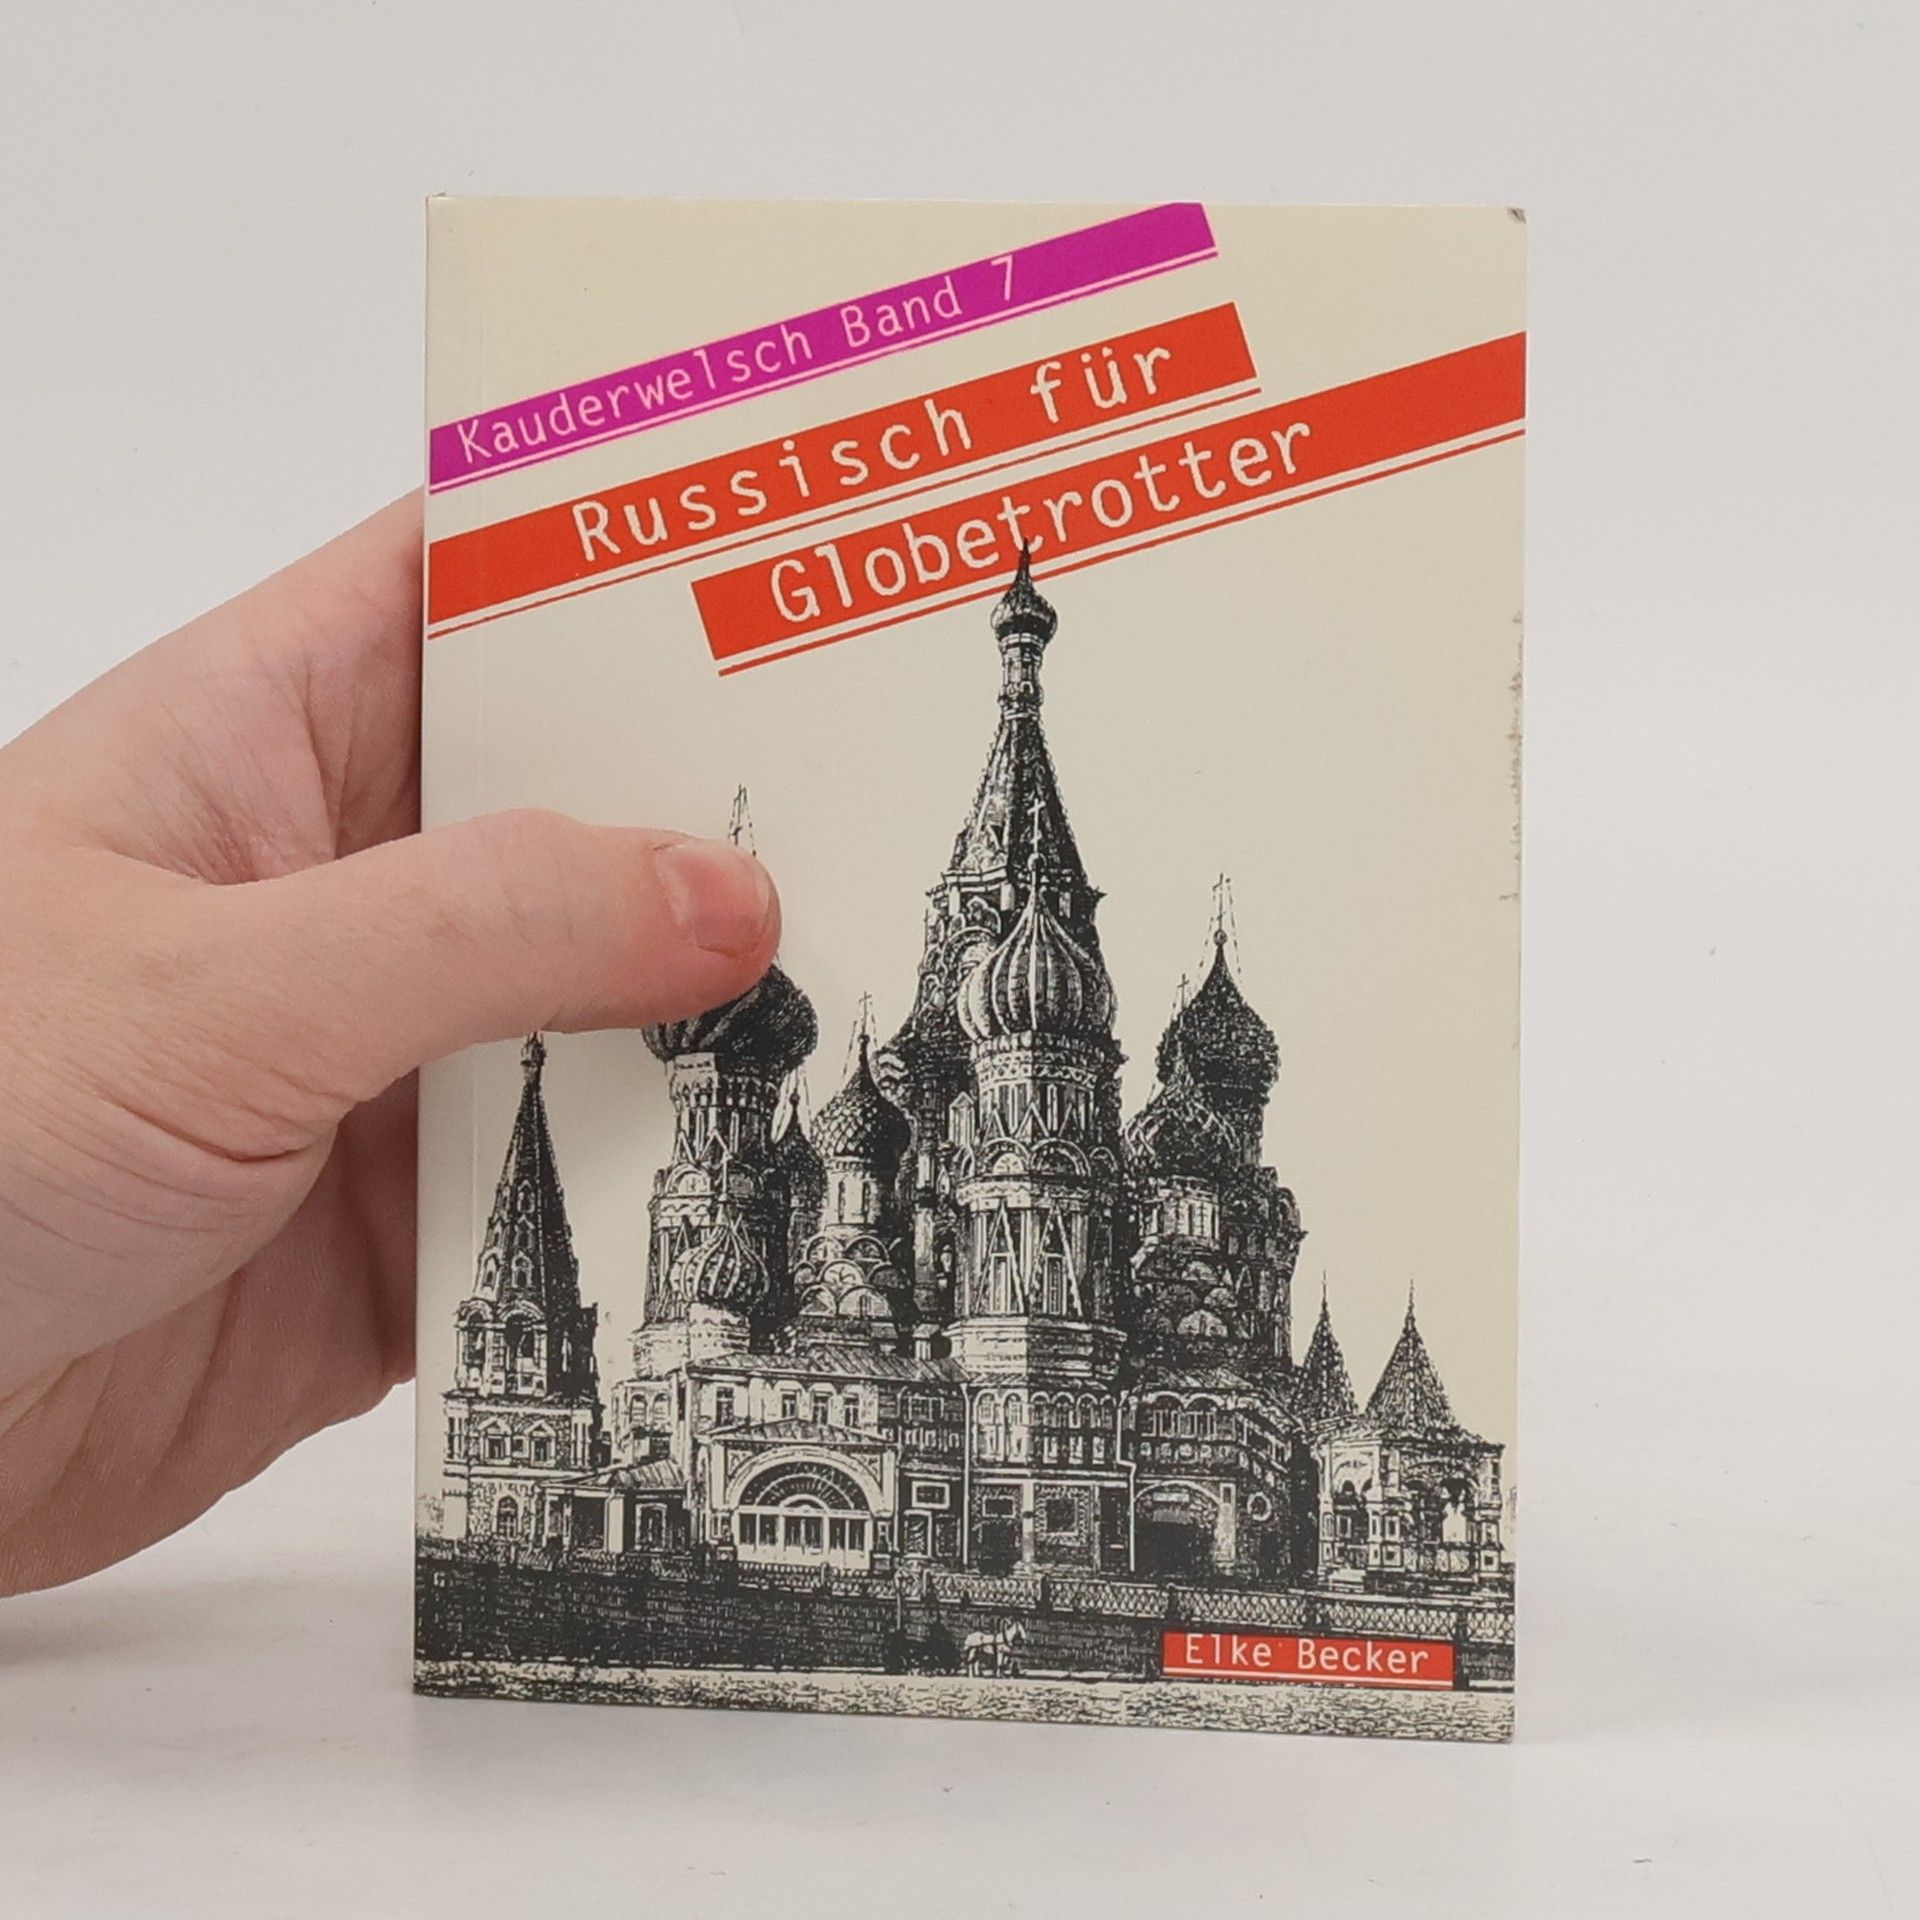 Kauderwelsch Band 7
Russisch für
Globetrotter
Elke Becker